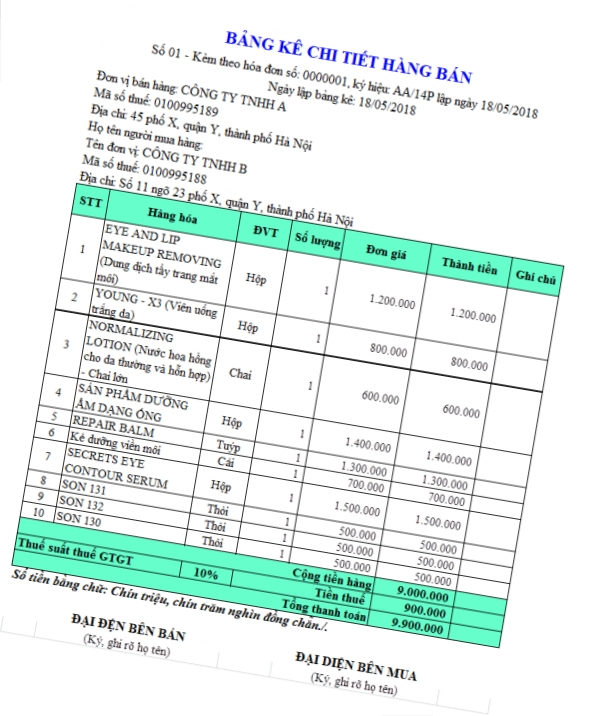 BẢNG KÊ CHI TIẾT HÀNG BÁN
Số 01 - Kèm theo hóa đơn số: 0000001, ký hiệu: AA/14P lập ngày 18/05/2018
Ngày lập bảng kê: 18/05/2018
Đơn vị bán hàng: CÔNG TY TNHH A
Mã số thuế: 0100995189
Địa chỉ: 45 phố X, quận Y, thành phố Hà Nội
Họ tên người mua hàng:
Tên đơn vị: CÔNG TY TNHH B
Mã số thuế: 0100995188
Địa chỉ: Số 11 ngõ 23 phố X, quận Y, thành phố Hà Nội
STT Hàng hóa ĐVT Số lượng Đơn giá Thành tiền Ghi chú
1 EYE AND LIP MAKEUP REMOVING (Dung dịch tẩy trang mắt môi) Hộp 1 1.200.000 1.200.000
2 YOUNG - X3 (Viên uống trắng da) Hộp 1 800.000 800.000
3 NORMALIZING LOTION (Nước hoa hồng cho da thường và hỗn hợp) - Chai lớn Chai 1 600.000 600.000
4 SẢN PHẨM DƯỠNG ẨM DẠNG ỐNG Hộp 1 1.400.000 1.400.000
5 REPAIR BALM Tuýp 1 1.300.000 1.300.000
6 Kẻ dưỡng viền môi Cái 1 700.000 700.000
7 SECRETS EYE CONTOUR SERUM Hộp 1 1.500.000 1.500.000
8 SON 131 Thỏi 1 500.000 500.000
9 SON 132 Thỏi 1 500.000 500.000
10 SON 130 Thỏi 1 500.000 500.000
Cộng tiền hàng 9.000.000
Thuế suất thuế GTGT 10% Tiền thuế 900.000
Tổng thanh toán 9.900.000
Số tiền bằng chữ: Chín triệu, chín trăm nghìn đồng chẵn./.
ĐẠI DỆN BÊN BÁN ĐẠI DIỆN BÊN MUA
(Ký, ghi rõ họ tên) (Ký, ghi rõ họ tên)